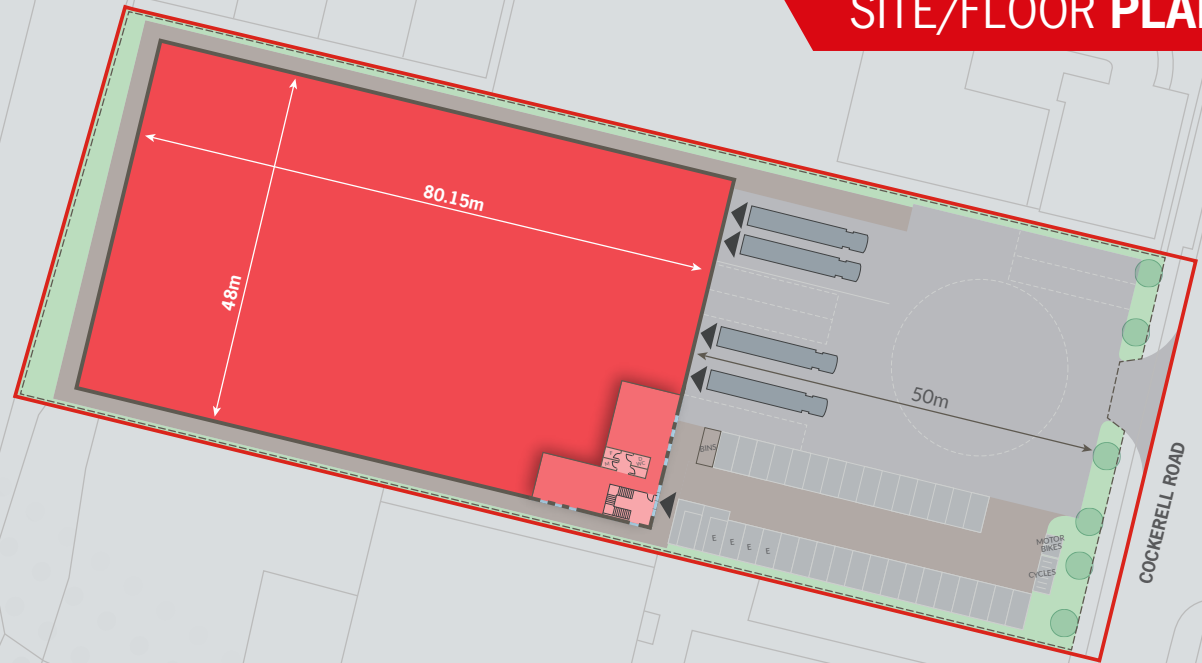 SITE/FLOOR PLA
80.15m
48m
50m
BINS
E E E E
MOTOR
BIKES
CYCLES
COCKERELL ROAD